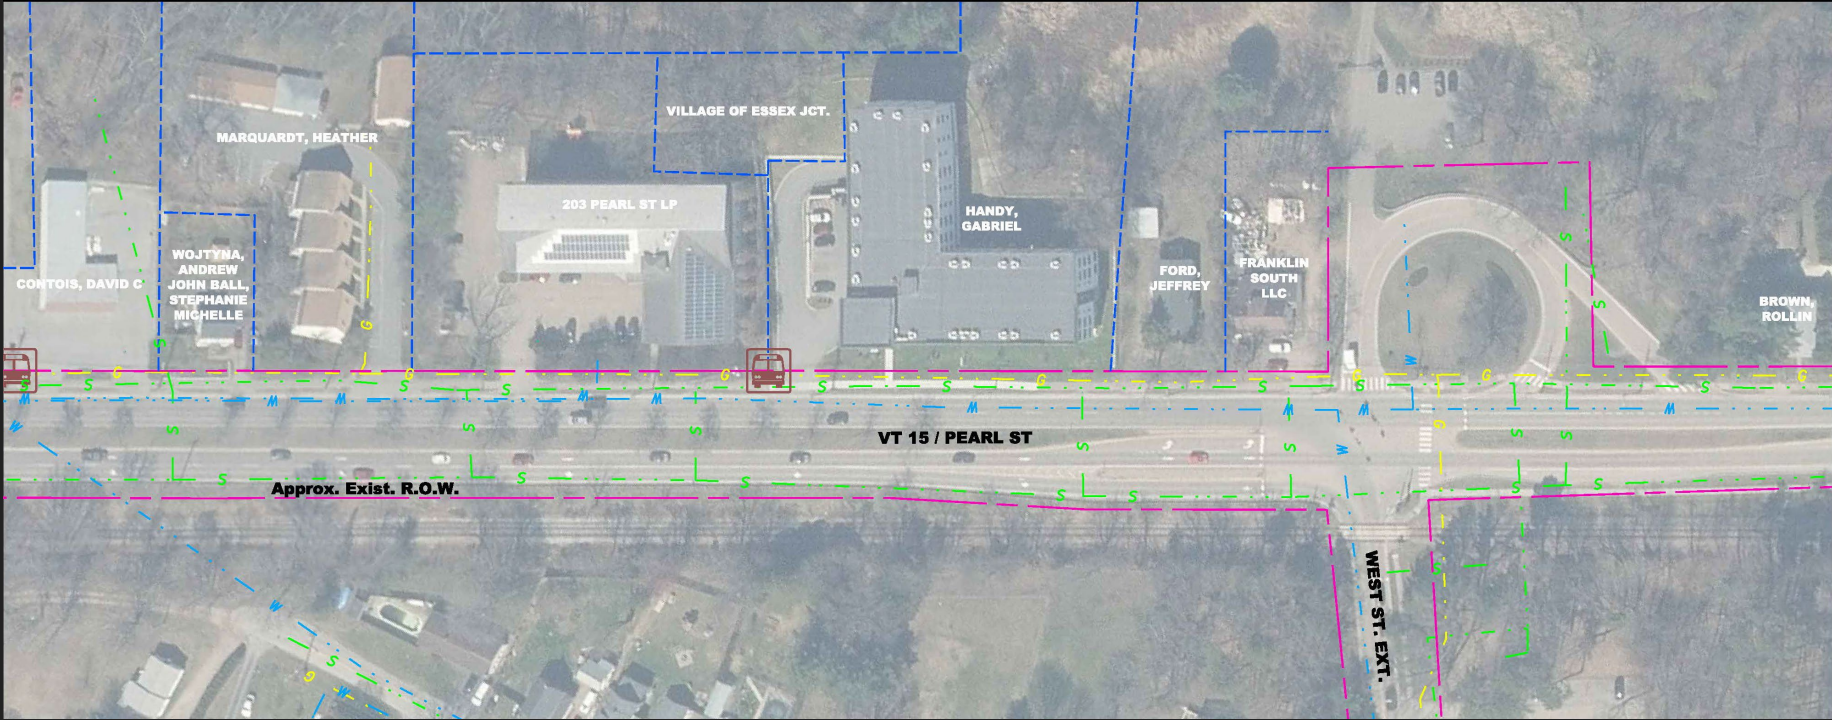 VILLAGE OF ESSEX JCT.
MARQUARDT, HEATHER
203 PEARL ST LP
HANDY,
GABRIEL
WOJTYNA,
ANDREW
JOHN BALL,
STEPHANIE
MICHELLE
CONTOIS, DAVID C
FORD,
JEFFREY
FRANKLIN
SOUTH
LLC
BROWN,
ROLLIN
G
G
G
G
G
G
G
G
G
S
S
S
S
S
S
S
S
S
S
W
W
W
W
W
W
W
W
W
VT 15 / PEARL ST
S
S
S
S
S
S
S
W
W
Approx. Exist. R.O.W.
S
S
S
S
S
S
S
WEST ST. EXT.
S
W
S
G
W